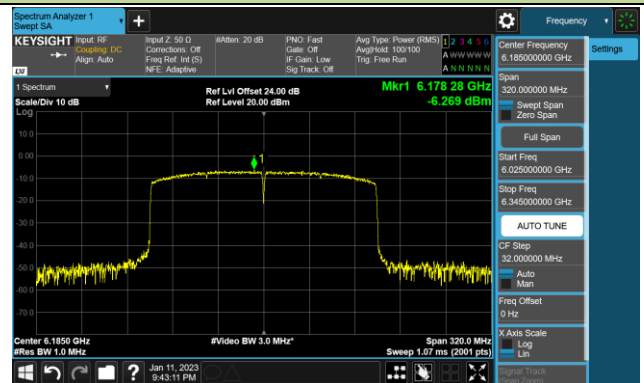 Spectrum Analyzer 1
Swept SA
Frequency
KEYSIGHT
Input: RF
Coupling: DC
Align: Auto
Input Z: 50 Ω
Corrections: Off
Freq Ref: Int (S)
NFE: Adaptive
#Atten: 20 dB
PNO: Fast
Gate: Off
IF Gain: Low
Sig Track: Off
Avg Type: Power (RMS)
Avg|Hold: 100/100
Trig: Free Run
1 2 3 4 5 6
A W W W W W
A N N N N N
LXI
1 Spectrum
Scale/Div 10 dB
Log
Ref Lvl Offset 24.00 dB
Ref Level 20.00 dBm
Mkr1 6.178 28 GHz
-6.269 dBm
10.0
0.00
-10.0
-20.0
-30.0
-40.0
-50.0
-60.0
-70.0
1
Center 6.1850 GHz
#Res BW 1.0 MHz
#Video BW 3.0 MHz*
Span 320.0 MHz
Sweep 1.07 ms (2001 pts)
Center Frequency
6.185000000 GHz
Settings
Span
320.000000 MHz
Swept Span
Zero Span
Full Span
Start Freq
6.025000000 GHz
Stop Freq
6.345000000 GHz
AUTO TUNE
CF Step
32.000000 MHz
Auto
Man
Freq Offset
0 Hz
X Axis Scale
Log
Lin
Signal Track
Jan 11, 2023
9:43:11 PM